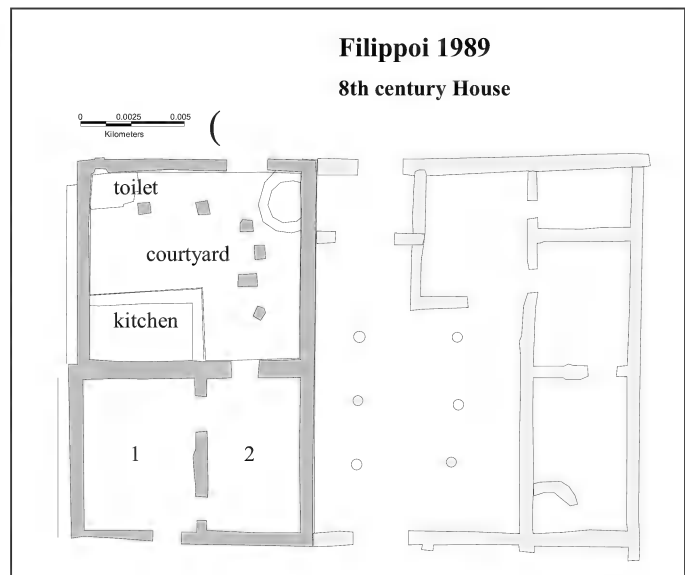 Filippoi 1989
8th century House
0 0.0025 0.005
Kilometers
(
toilet
courtyard
kitchen
1 2